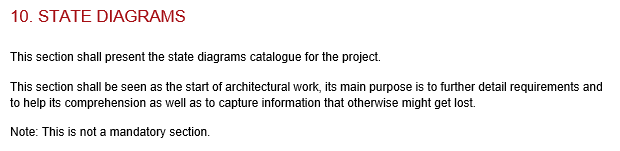 10. STATE DIAGRAMS
This section shall present the state diagrams catalogue for the project.
This section shall be seen as the start of architectural work, its main purpose is to further detail requirements and
to help its comprehension as well as to capture information that otherwise might get lost.
Note: This is not a mandatory section.